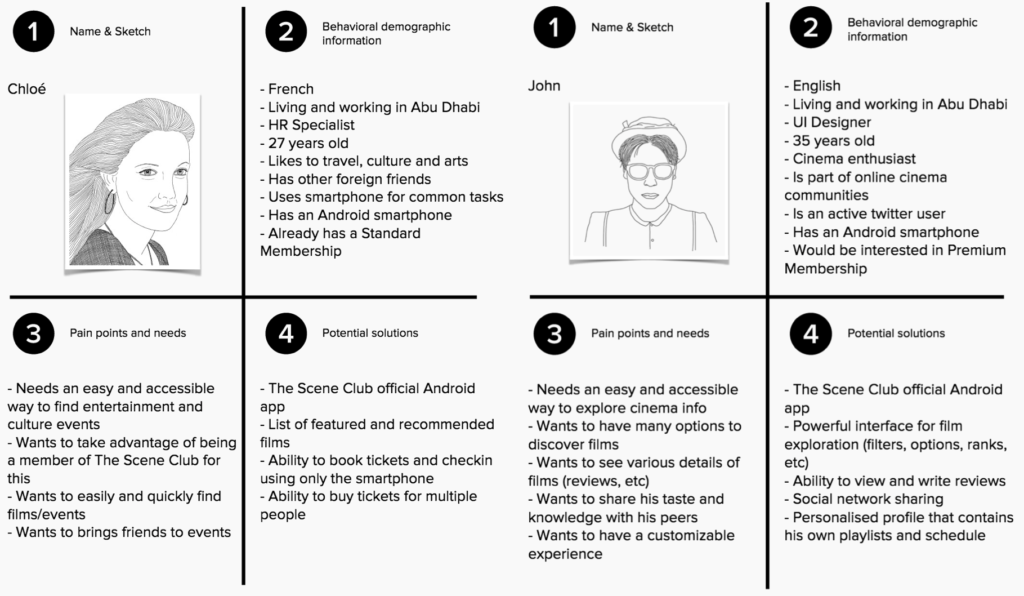 1
Name & Sketch
Chloé
2
Behavioral demographic
information
- French
- Living and working in Abu Dhabi
- HR Specialist
- 27 years old
- Likes to travel, culture and arts
- Has other foreign friends
- Uses smartphone for common tasks
- Has an Android smartphone
- Already has a Standard
Membership
3
Pain points and needs
- Needs an easy and accessible
way to find entertainment and
culture events
- Wants to take advantage of being
a member of The Scene Club for
this
- Wants to easily and quickly find
films/events
- Wants to brings friends to events
4
Potential solutions
- The Scene Club official Android
app
- List of featured and recommended
films
- Ability to book tickets and checkin
using only the smartphone
- Ability to buy tickets for multiple
people
1
Name & Sketch
John
2
Behavioral demographic
information
- English
- Living and working in Abu Dhabi
- UI Designer
- 35 years old
- Cinema enthusiast
- Is part of online cinema
communities
- Is an active twitter user
- Has an Android smartphone
- Would be interested in Premium
Membership
3
Pain points and needs
- Needs an easy and accessible
way to explore cinema info
- Wants to have many options to
discover films
- Wants to see various details of
films (reviews, etc)
- Wants to share his taste and
knowledge with his peers
- Wants to have a customizable
experience
4
Potential solutions
- The Scene Club official Android
app
- Powerful interface for film
exploration (filters, options, ranks,
etc)
- Ability to view and write reviews
- Social network sharing
- Personalised profile that contains
his own playlists and schedule